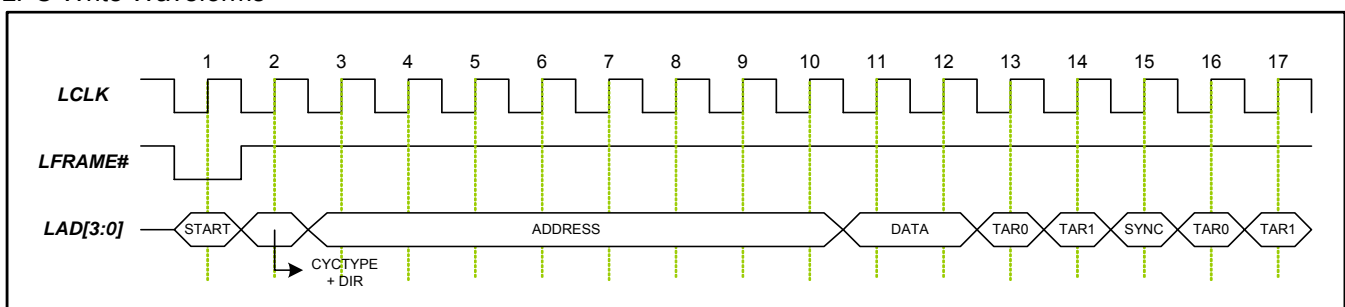 LPC Write Waveforms
1 2 3 4 5 6 7 8 9 10 11 12 13 14 15 16 17
LCLK
LFRAME#
LAD[3:0] START ADDRESS DATA TAR0 TAR1 SYNC TAR0 TAR1
CYCTYPE
+ DIR